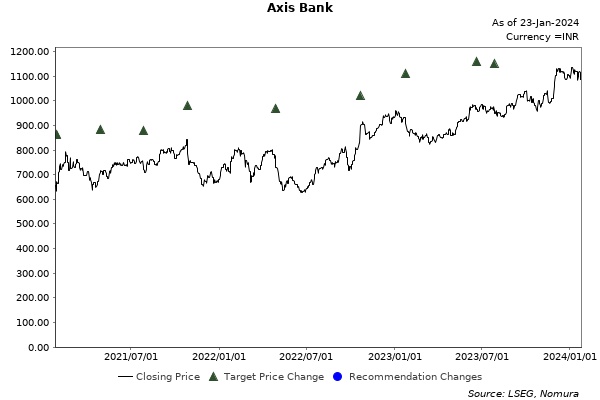 Axis Bank
As of 23-Jan-2024
Currency =INR
1200.00
1100.00
1000.00
900.00
800.00
700.00
600.00
500.00
400.00
300.00
200.00
100.00
0.00
2021/07/01 2022/01/01 2022/07/01 2023/01/01 2023/07/01 2024/01/01
Closing Price Target Price Change Recommendation Changes
Source: LSEG, Nomura